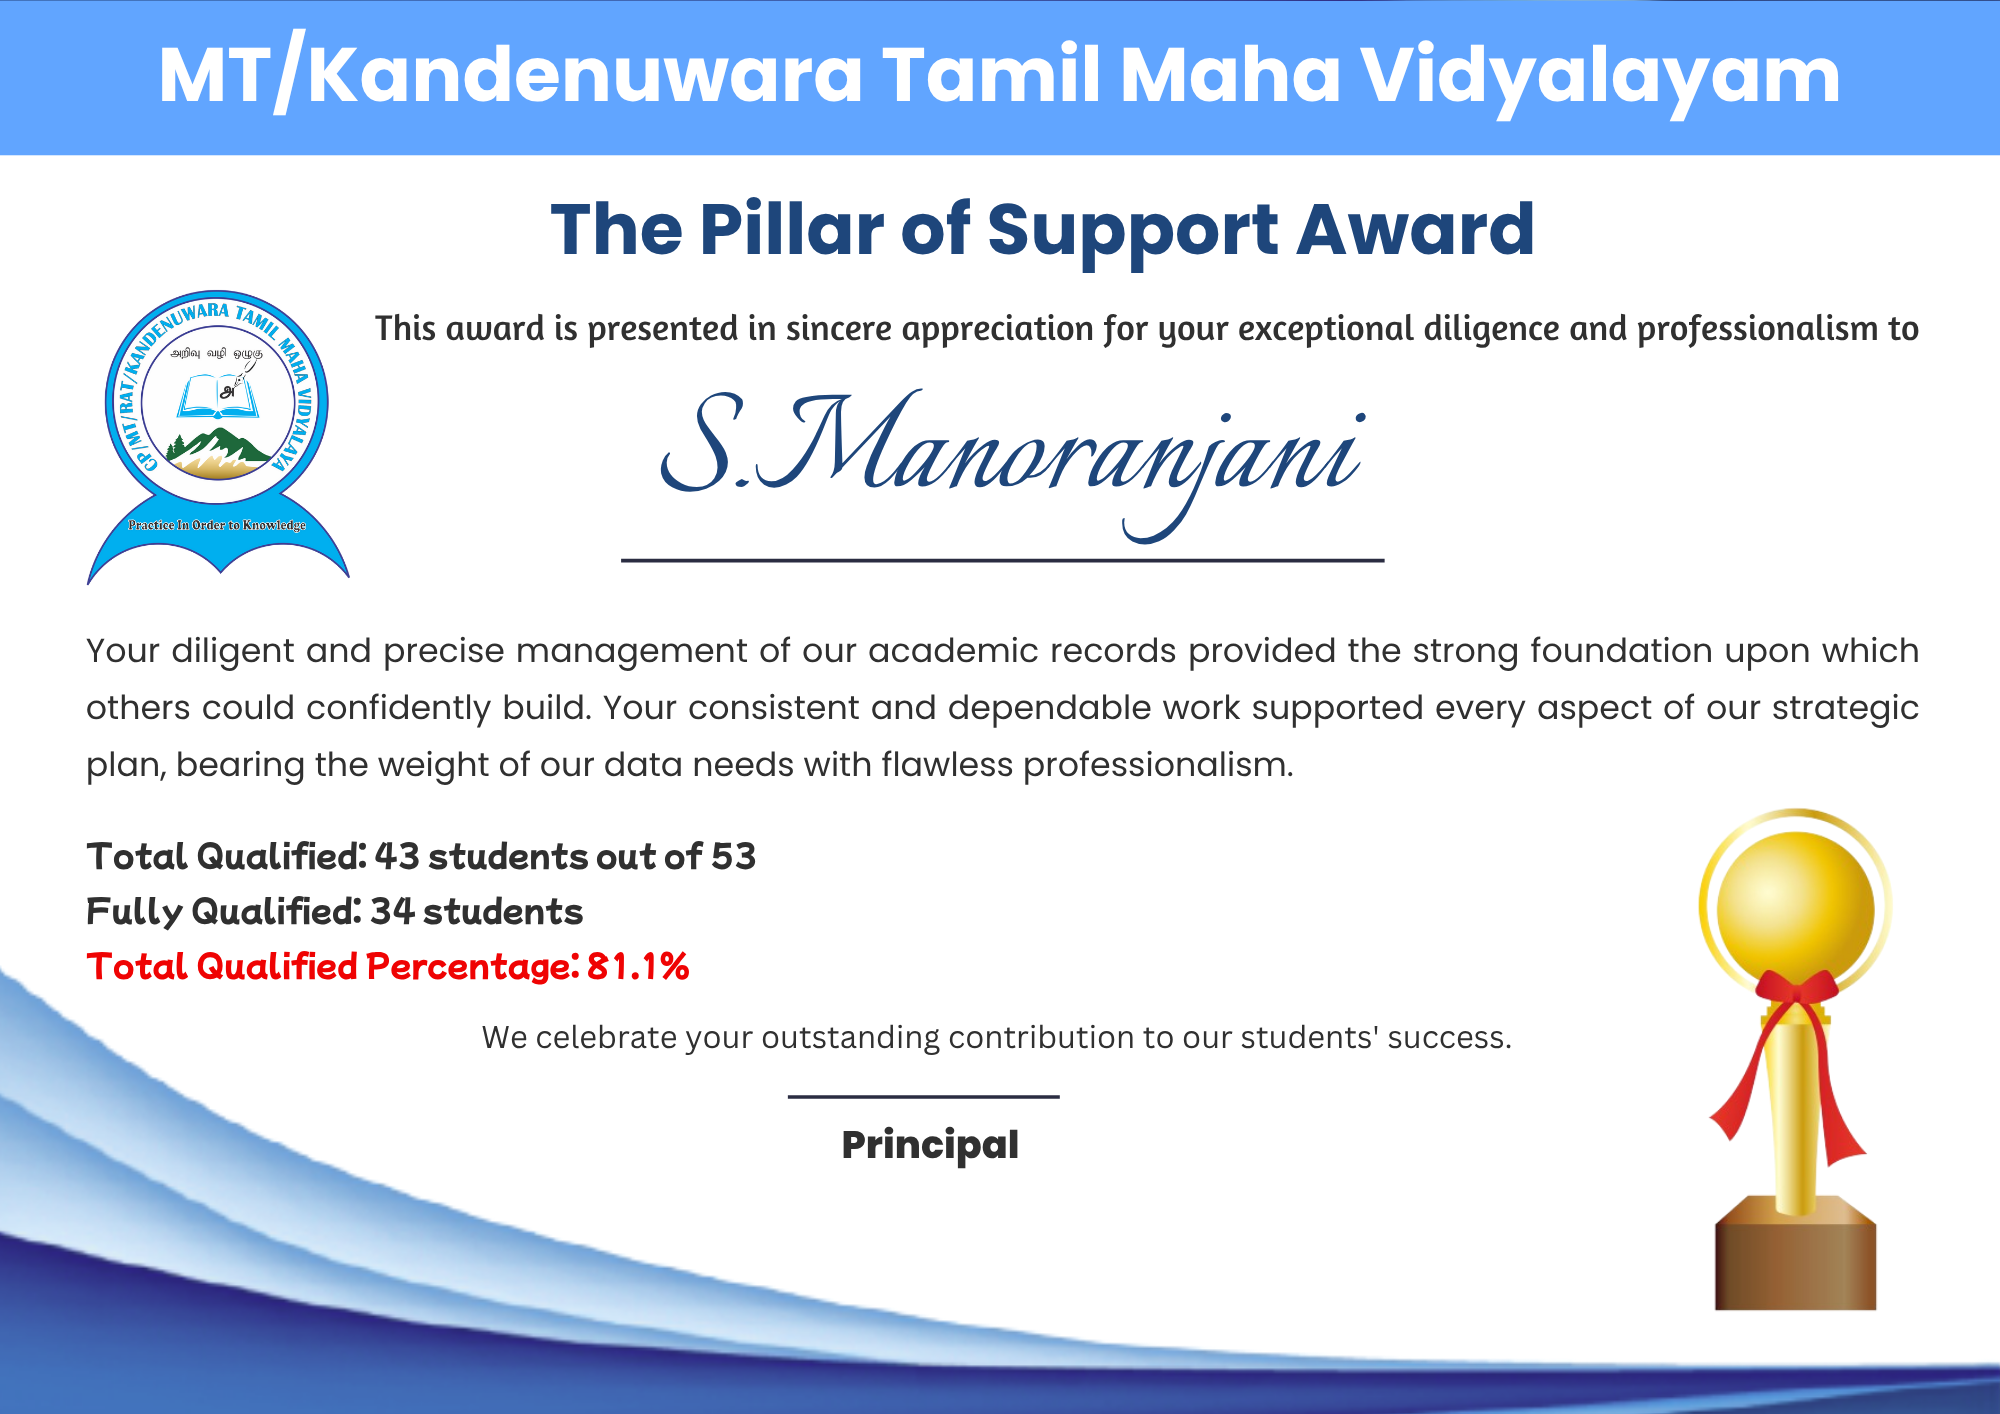 MT/Kandenuwara Tamil Maha Vidyalayam
The Pillar of Support Award
This award is presented in sincere appreciation for your exceptional diligence and professionalism to
CP/MT/RAT/KANDENUWARA TAMIL MAHA VIDYALAYA
அறிவு வழி ஒழுகு
அ
Practice In Order to Knowledge
S.Manoranjani
Your diligent and precise management of our academic records provided the strong foundation upon which
others could confidently build. Your consistent and dependable work supported every aspect of our strategic
plan, bearing the weight of our data needs with flawless professionalism.
Total Qualified: 43 students out of 53
Fully Qualified: 34 students
Total Qualified Percentage: 81.1%
We celebrate your outstanding contribution to our students' success.
Principal